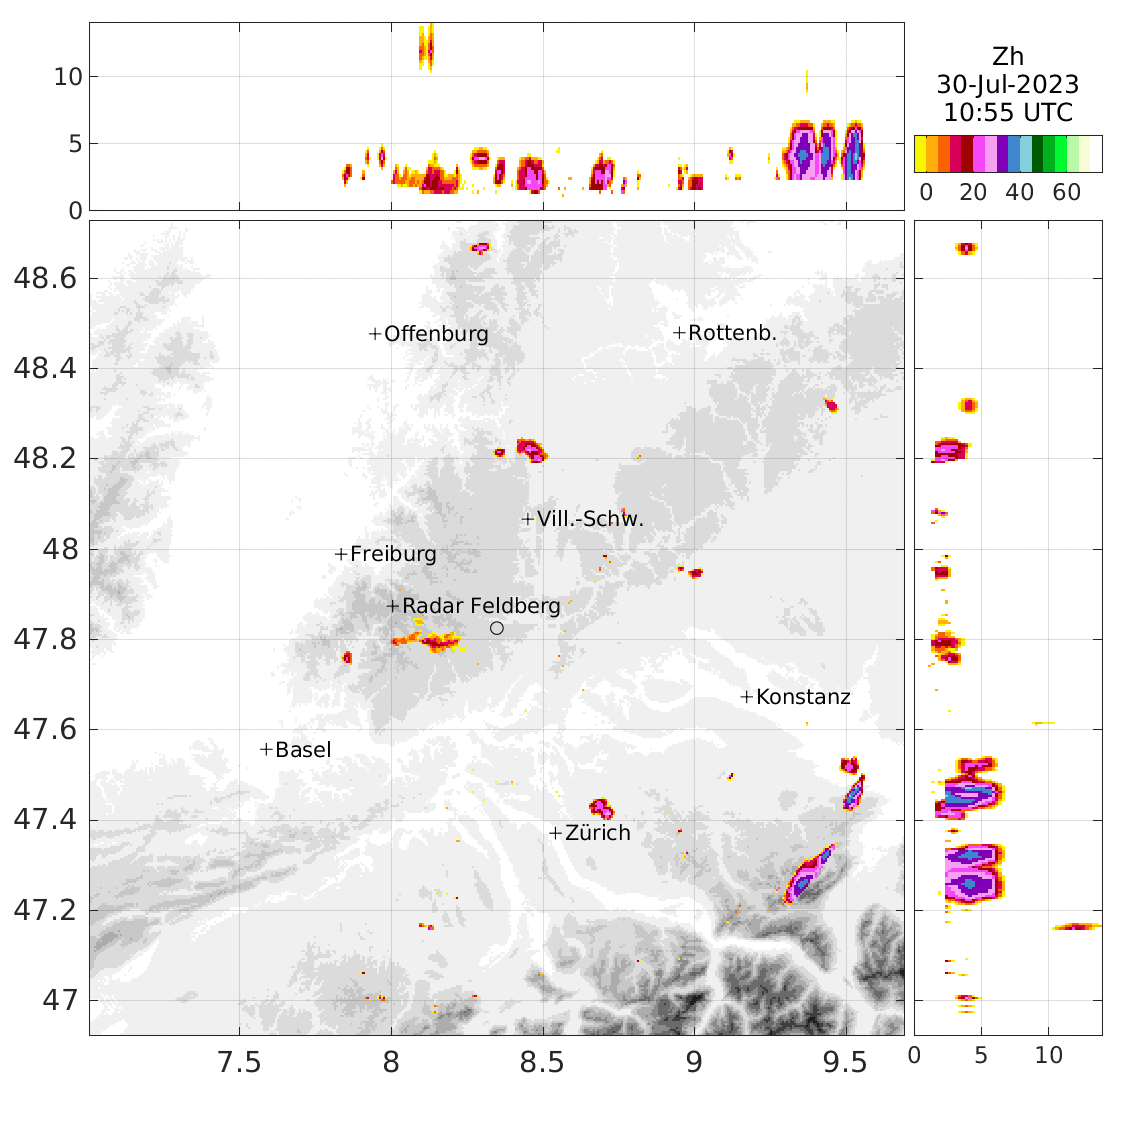 Zh
30-Jul-2023
10:55 UTC
10
5
0
0 20 40 60
48.6
48.4
48.2
48
47.8
47.6
47.4
47.2
47
+Offenburg
+Rottenb.
+Vill.-Schw.
+Freiburg
+Radar Feldberg
+Konstanz
+Basel
+Zürich
7.5 8 8.5 9 9.5
0 5 10